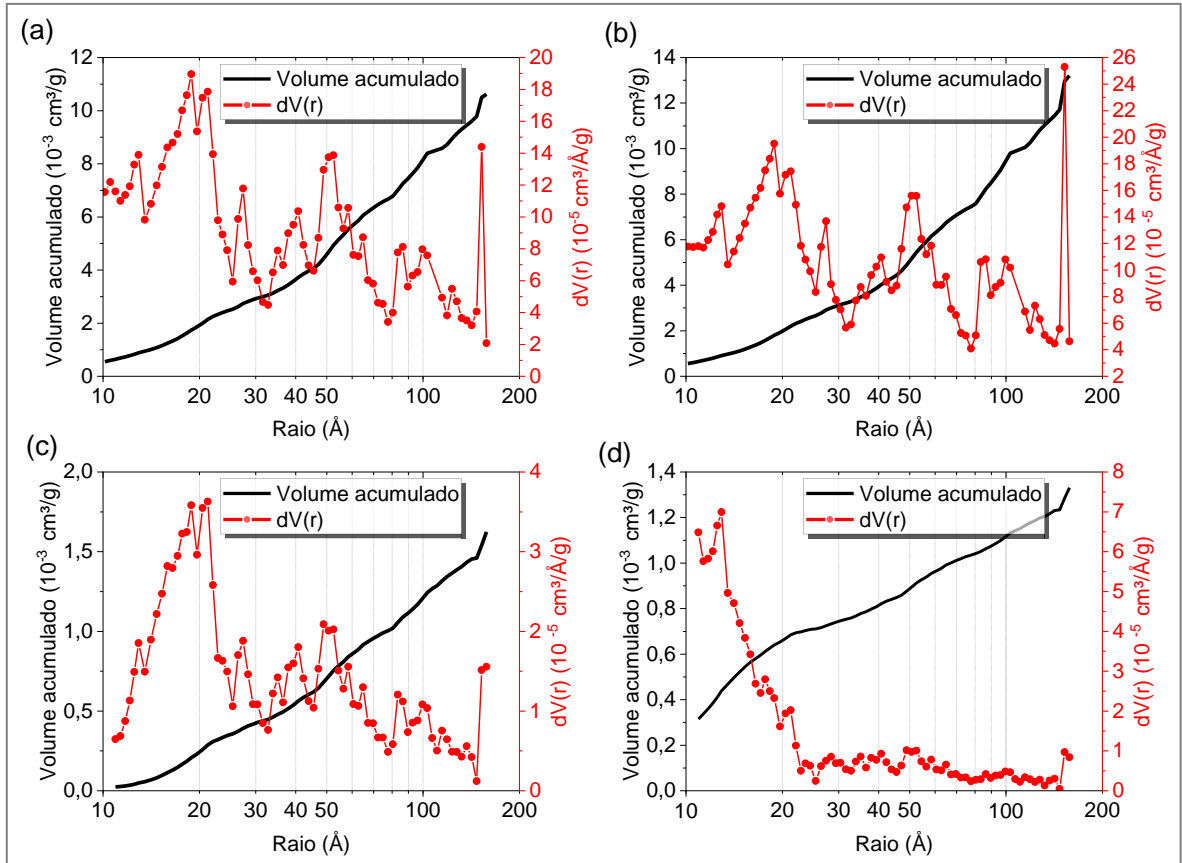 (a)
Volume acumulado (10⁻³ cm³/g)
12
10
8
6
4
2
0
Volume acumulado
dV(r)
20
18
16
14
12
10
8
6
4
2
0
dV(r) (10⁻⁵ cm³/Å/g)
10 20 30 40 50 100 200
Raio (Å)
(b)
Volume acumulado (10⁻³ cm³/g)
14
12
10
8
6
4
2
0
Volume acumulado
dV(r)
26
24
22
20
18
16
14
12
10
8
6
4
2
dV(r) (10 ⁻⁵ cm³/Å/g)
10 20 30 40 50 100 200
Raio (Å)
(c)
Volume acumulado (10⁻³ cm³/g)
2,0
1,5
1,0
0,5
0,0
Volume acumulado
dV(r)
4
3
2
1
0
dV(r) (10 ⁻⁵ cm³/Å/g)
10 20 30 40 50 100 200
Raio (Å)
(d)
Volume acumulado (10⁻³ cm³/g)
1,4
1,2
1,0
0,8
0,6
0,4
0,2
0,0
Volume acumulado
dV(r)
8
7
6
5
4
3
2
1
0
dV(r) (10 ⁻⁵ cm³/Å/g)
10 20 30 40 50 100 200
Raio (Å)